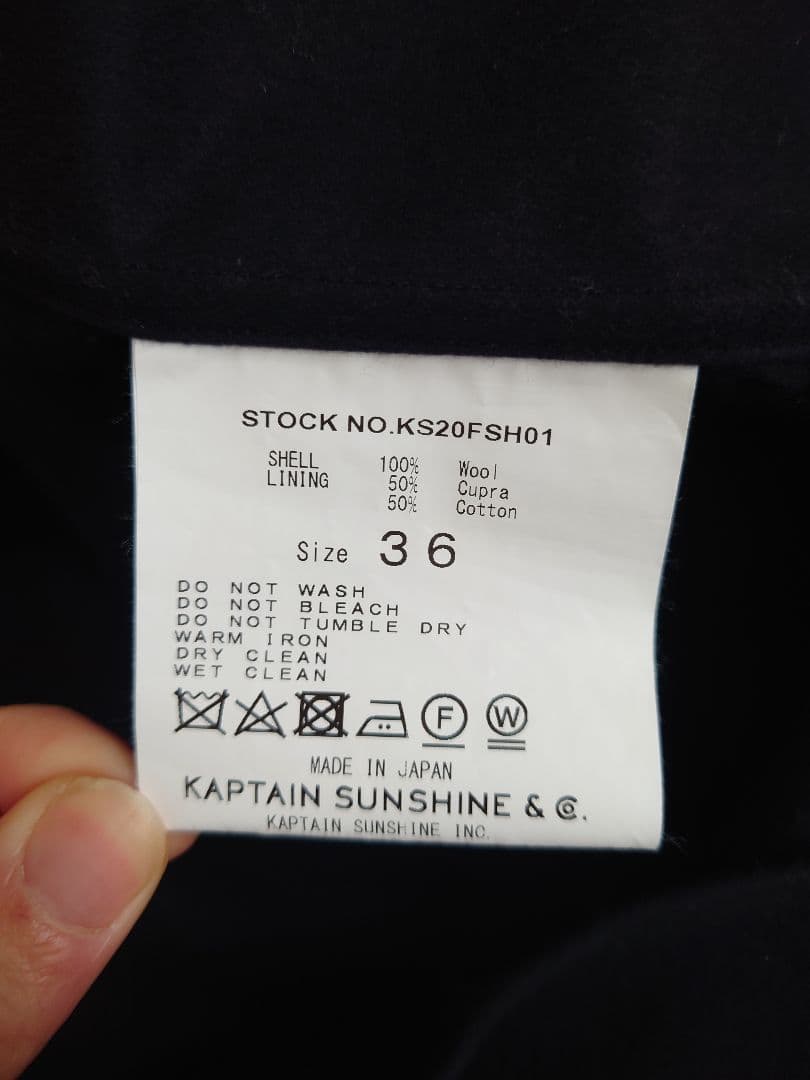 STOCK NO.KS20FSH01
SHELL 100% Wool
LINING 50% Cupra
50% Cotton
Size 36
DO NOT WASH
DO NOT BLEACH
DO NOT TUMBLE DRY
WARM IRON
DRY CLEAN
WET CLEAN
F W
MADE IN JAPAN
KAPTAIN SUNSHINE & Co.
KAPTAIN SUNSHINE INC.